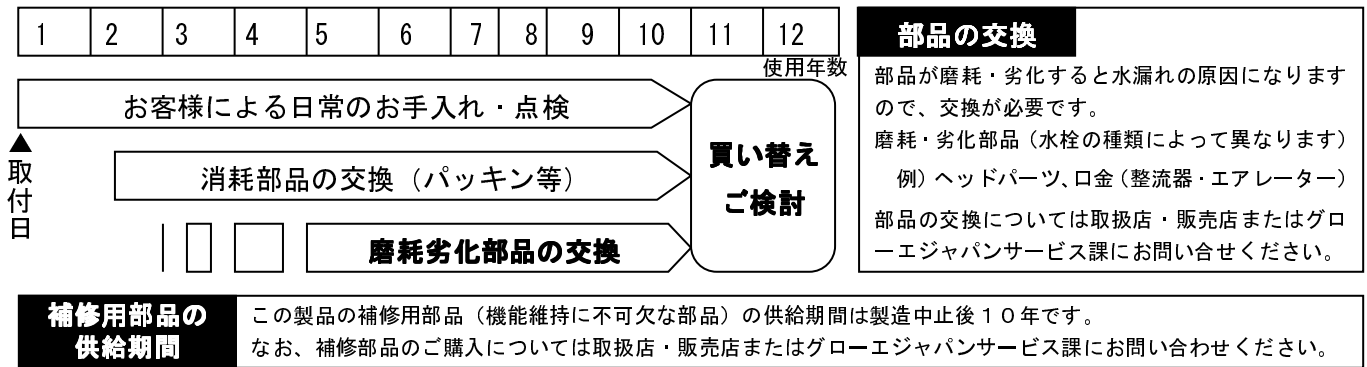 1 2 3 4 5 6 7 8 9 10 11 12
使用年数
お客様による日常のお手入れ・点検
▲取付日
消耗部品の交換（パッキン等）
磨耗劣化部品の交換
買い替え
ご検討
部品の交換
部品が磨耗・劣化すると水漏れの原因になります
ので、交換が必要です。
磨耗・劣化部品（水栓の種類によって異なります）
例）ヘッドパーツ、口金（整流器・エアレーター）
部品の交換については取扱店・販売店またはグロ
ーエジャパンサービス課にお問い合せください。
補修用部品の
供給期間
この製品の補修用部品（機能維持に不可欠な部品）の供給期間は製造中止後１０年です。
なお、補修部品のご購入については取扱店・販売店またはグローエジャパンサービス課にお問い合わせください。